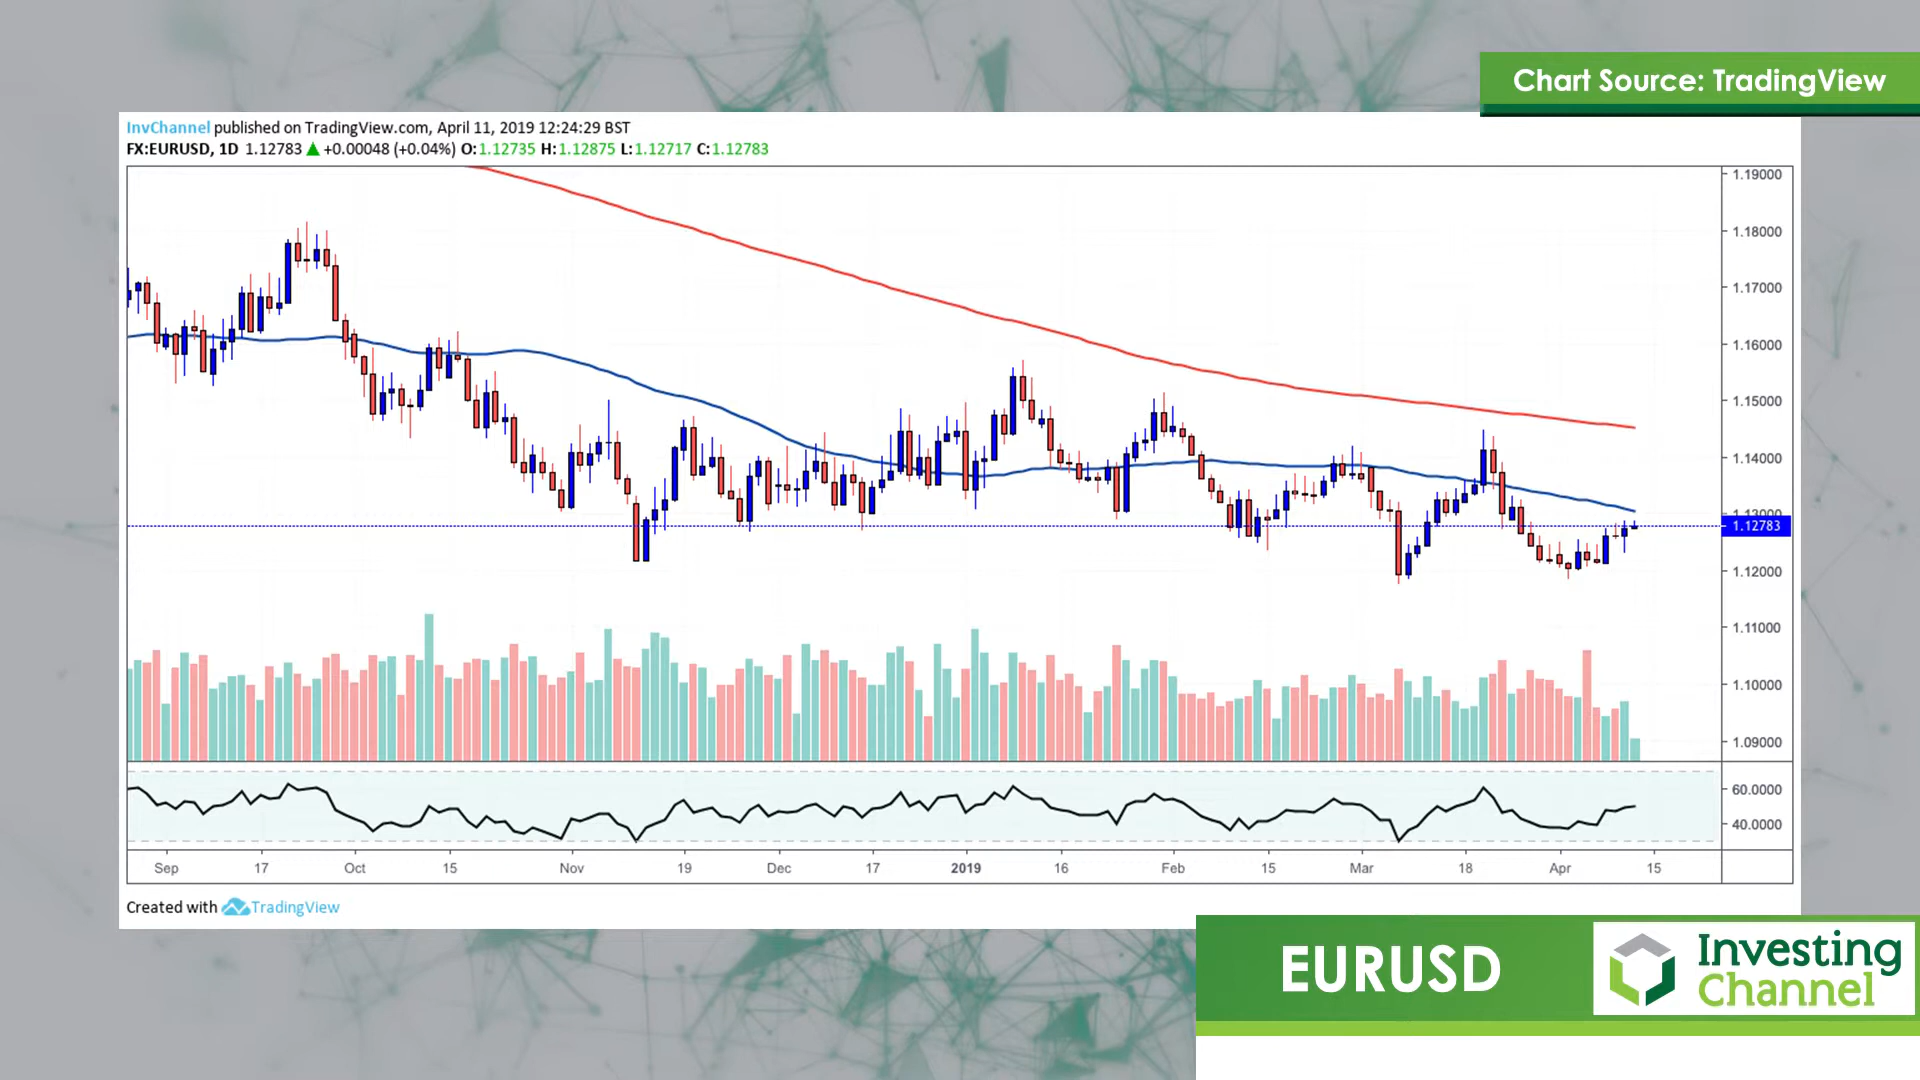 Chart Source: TradingView
InvChannel published on TradingView.com, April 11, 2019 12:24:29 BST
FX:EURUSD, 1D 1.12783 ▲ +0.00048 (+0.04%) O:1.12735 H:1.12875 L:1.12717 C:1.12783
1.19000
1.18000
1.17000
1.16000
1.15000
1.14000
1.13000
1.12783
1.12000
1.11000
1.10000
1.09000
60.0000
40.0000
Sep 17 Oct 15 Nov 19 Dec 17 2019 16 Feb 15 Mar 18 Apr 15
Created with TradingView
EURUSD
Investing
Channel